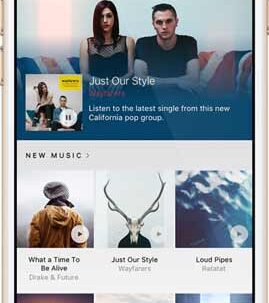 Just Our Style
Wayfarers
Listen to the latest single from this new
California pop group.
wayfarers
NEW MUSIC >
What a Time To
Be Alive
Drake & Future
Just Our Style
Wayfarers
Loud Pipes
Ratatat